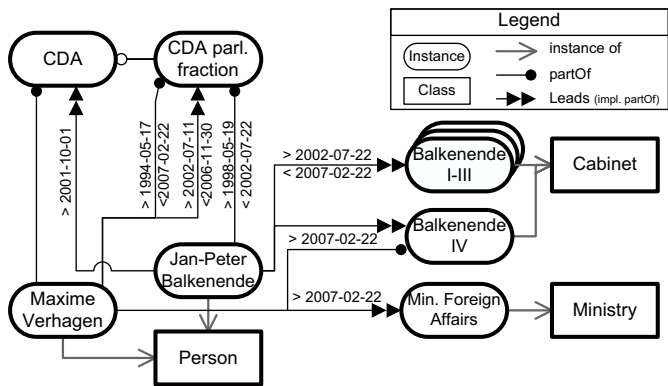 Legend
Instance
instance of
Class
partOf
Leads (impl. partOf)
CDA
CDA parl.
fraction
> 2001-10-01
> 1994-05-17
<2007-02-22
> 2002-07-11
<2006-11-30
> 1998-05-19
< 2002-07-22
> 2002-07-22
< 2007-02-22
Balkenende
I-III
Cabinet
> 2007-02-22
Balkenende
IV
Jan-Peter
Balkenende
Maxime
Verhagen
> 2007-02-22
Min. Foreign
Affairs
Ministry
Person